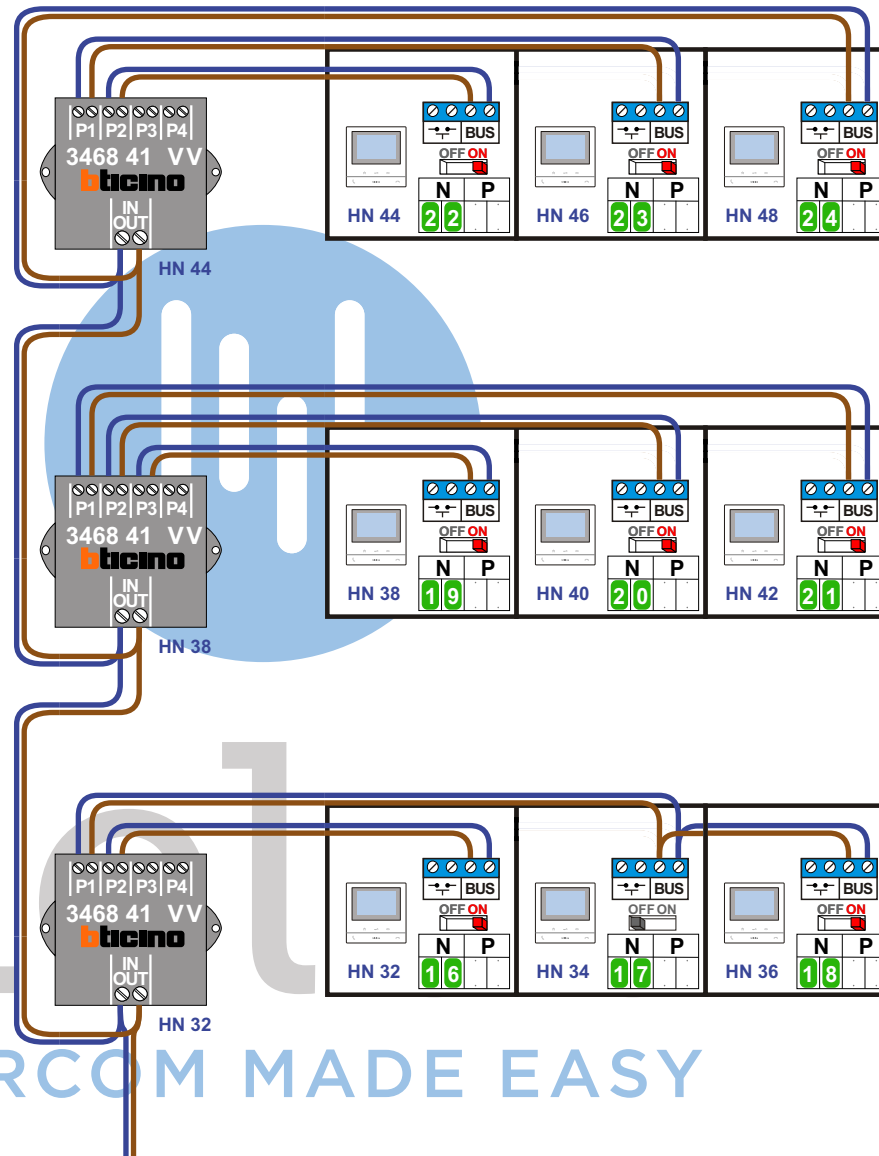 P1 P2 P3 P4
3468 41 VV
bticino
IN
OUT
HN 44
BUS
OFF ON
N P
HN 44 2 2
BUS
OFF ON
N P
HN 46 2 3
BUS
OFF ON
N P
HN 48 2 4
P1 P2 P3 P4
3468 41 VV
bticino
IN
OUT
HN 38
BUS
OFF ON
N P
HN 38 1 9
BUS
OFF ON
N P
HN 40 2 0
BUS
OFF ON
N P
HN 42 2 1
P1 P2 P3 P4
3468 41 VV
bticino
IN
OUT
HN 32
BUS
OFF ON
N P
HN 32 1 6
BUS
OFF ON
N P
HN 34 1 7
BUS
OFF ON
N P
HN 36 1 8
RCOM MADE EASY